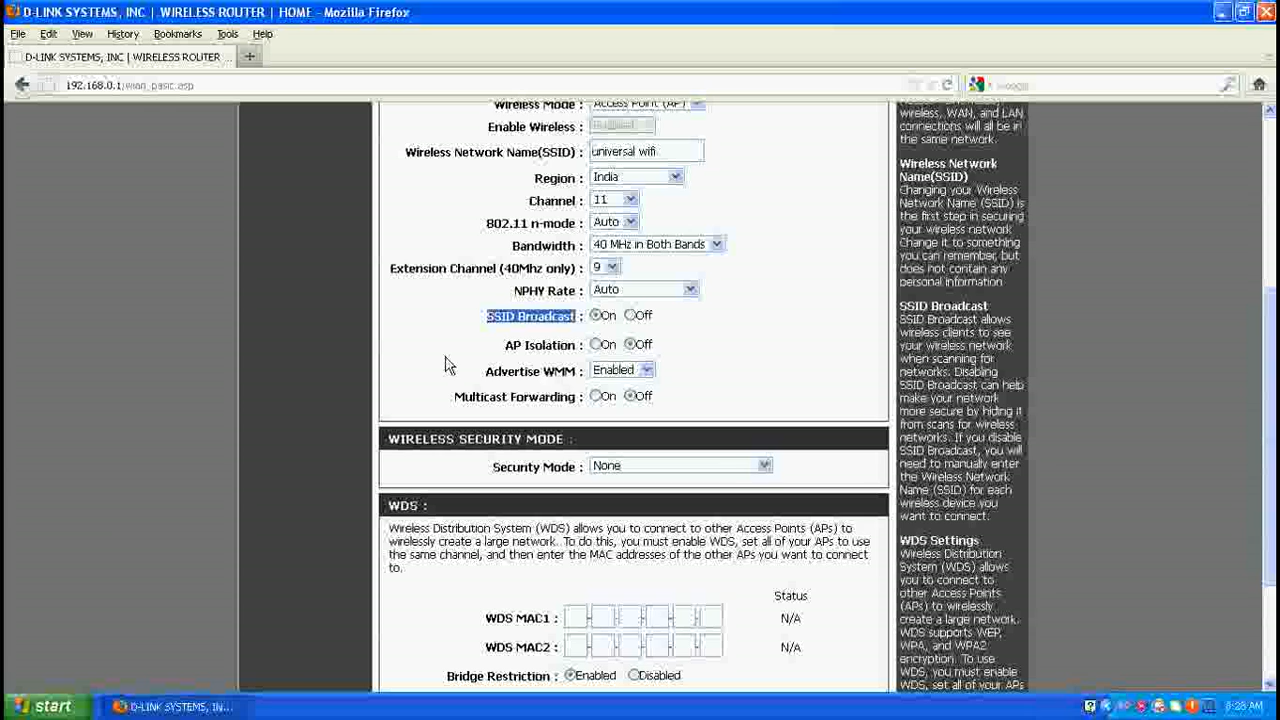 D-LINK SYSTEMS, INC | WIRELESS ROUTER | HOME - Mozilla Firefox
File Edit View History Bookmarks Tools Help
D-LINK SYSTEMS, INC | WIRELESS ROUTER ...
192.168.0.1/wlan_basic.asp
Wireless Mode : Access Point (AP)
Enable Wireless :
Wireless Network Name(SSID) : universal wifi
Region : India
Channel : 11
802.11 n-mode : Auto
Bandwidth : 40 MHz in Both Bands
Extension Channel (40Mhz only) : 9
NPHY Rate : Auto
SSID Broadcast : On Off
AP Isolation : On Off
Advertise WMM : Enabled
Multicast Forwarding : On Off
WIRELESS SECURITY MODE :
Security Mode : None
WDS :
Wireless Distribution System (WDS) allows you to connect to other Access Points (APs) to
wirelessly create a large network. To do this, you must enable WDS, set all of your APs to use
the same channel, and then enter the MAC addresses of the other APs you want to connect
to.
Status
WDS MAC1 : - - - - - N/A
WDS MAC2 : - - - - - N/A
Bridge Restriction : Enabled Disabled
wireless, WAN, and LAN
connections will all be in
the same network.
Wireless Network
Name(SSID)
Changing your Wireless
Network Name (SSID) is
the first step in securing
your wireless network
Change it to something
you can remember, but
does not contain any
personal information
SSID Broadcast
SSID Broadcast allows
wireless clients to see
your wireless network
when scanning for
networks. Disabling
SSID Broadcast can help
make your network
more secure by hiding it
from scans for wireless
networks. If you disable
SSID Broadcast, you will
need to manually enter
the Wireless Network
Name (SSID) for each
wireless device you
want to connect.
WDS Settings
Wireless Distribution
System (WDS) allows
you to connect to
other Access Points
(APs) to wirelessly
create a large network.
WDS supports WEP,
WPA, and WPA2
encryption. To use
WDS, you must enable
WDS, set all of your APs
start D-LINK SYSTEMS, IN... 8:28 AM